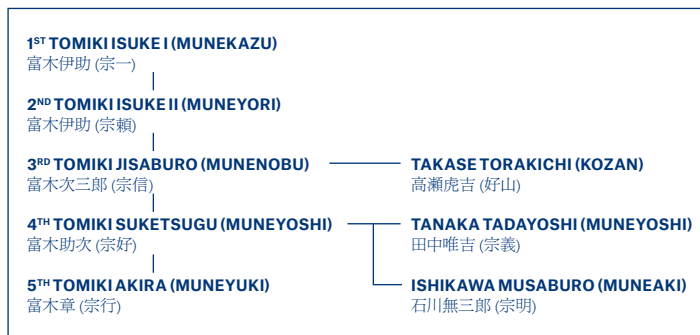 1ST TOMIKI ISUKE I (MUNEKAZU)
富木伊助 (宗一)
2ND TOMIKI ISUKE II (MUNEYORI)
富木伊助 (宗頼)
3RD TOMIKI JISABURO (MUNENOBU)
富木次三郎 (宗信)
TAKASE TORAKICHI (KOZAN)
高瀬虎吉 (好山)
4TH TOMIKI SUKETSUGU (MUNEYOSHI)
富木助次 (宗好)
TANAKA TADAYOSHI (MUNEYOSHI)
田中唯吉 (宗義)
5TH TOMIKI AKIRA (MUNEYUKI)
富木章 (宗行)
ISHIKAWA MUSABURO (MUNEAKI)
石川無三郎 (宗明)